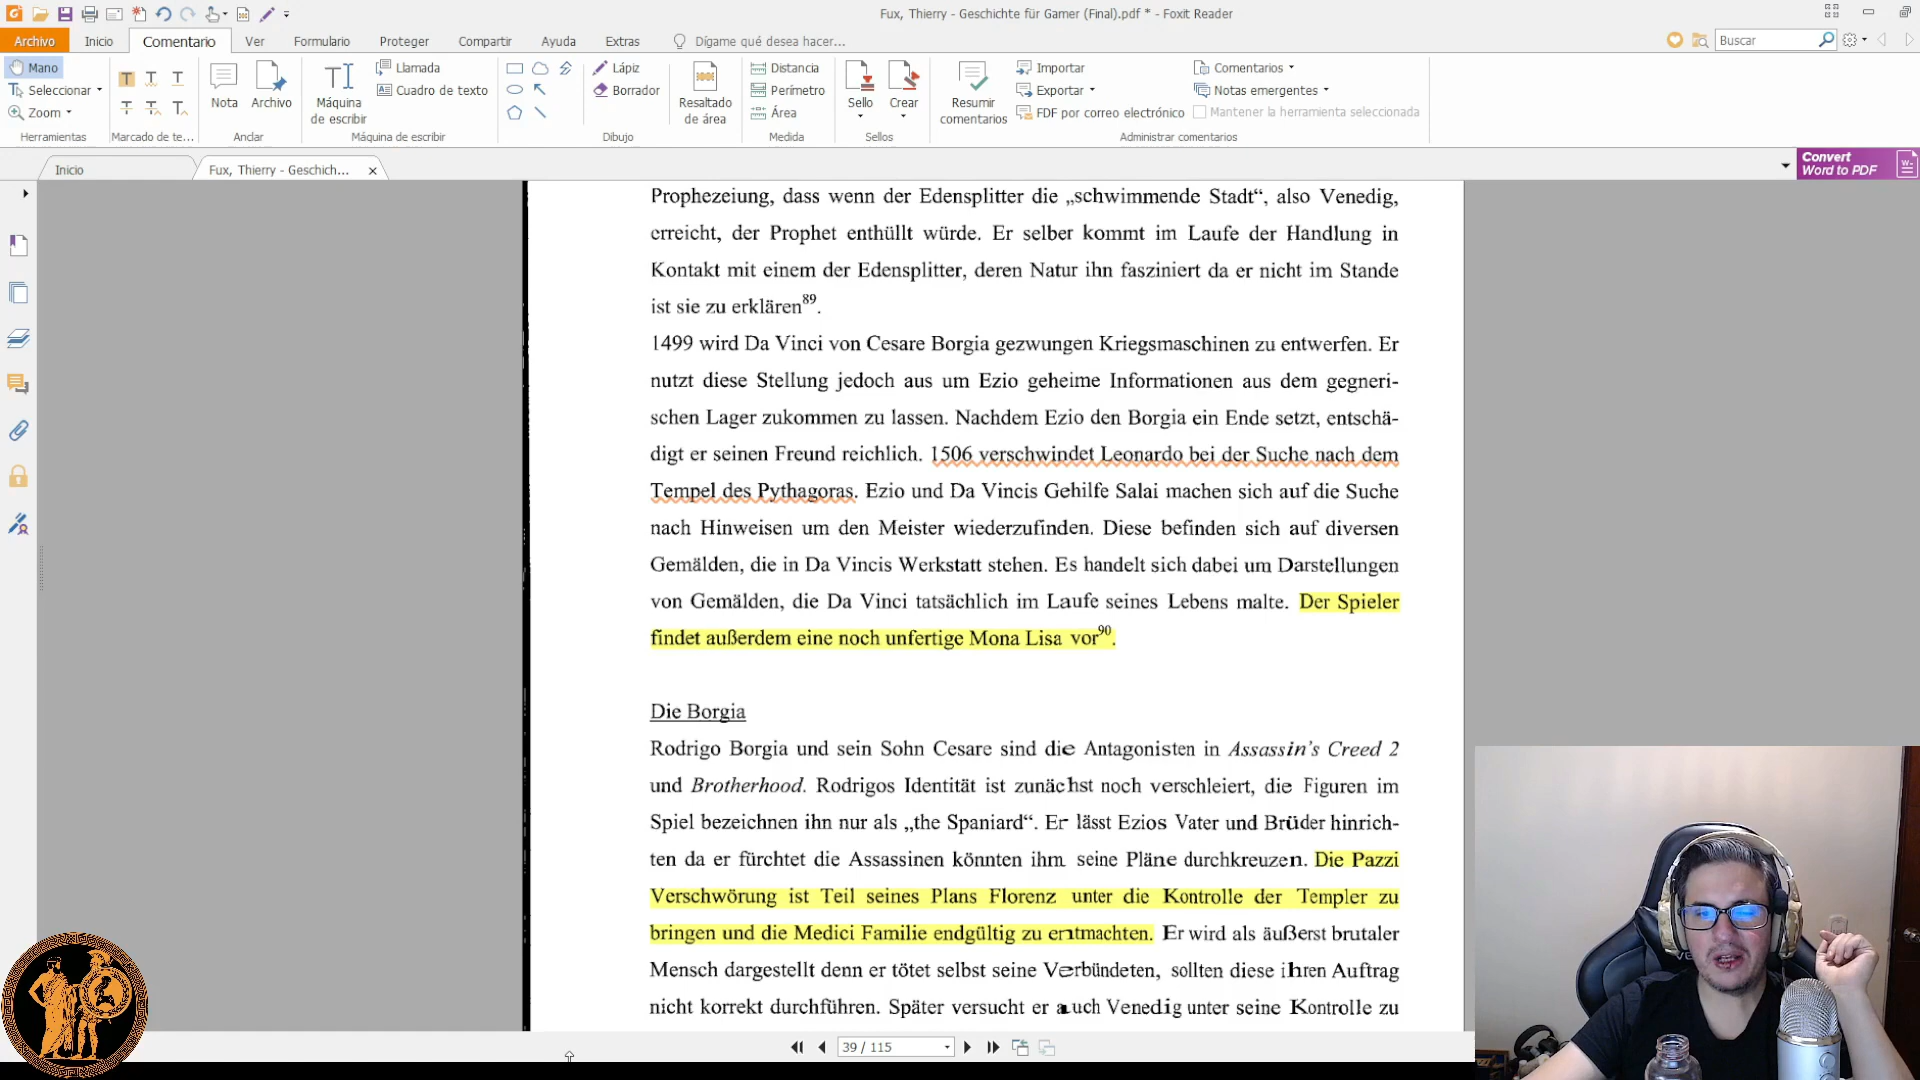 Fux, Thierry - Geschichte für Gamer (Final).pdf * - Foxit Reader
Archivo Inicio Comentario Ver Formulario Proteger Compartir Ayuda Extras Dígame qué desea hacer... Buscar
Mano
Seleccionar
Zoom
Herramientas
Marcado de te...
Nota Archivo
Andar
Máquina
de escribir
Llamada
Cuadro de texto
Máquina de escribir
Lápiz
Borrador
Dibujo
Resaltado
de área
Distancia
Perímetro
Área
Medida
Sello Crear
Sellos
Resumir
comentarios
Importar
Exportar
FDF por correo electrónico
Comentarios
Notas emergentes
Mantener la herramienta seleccionada
Administrar comentarios
Inicio
Fux, Thierry - Geschich...
Convert
Word to PDF
Prophezeiung, dass wenn der Edensplitter die „schwimmende Stadt“, also Venedig,
erreicht, der Prophet enthüllt würde. Er selber kommt im Laufe der Handlung in
Kontakt mit einem der Edensplitter, deren Natur ihn fasziniert da er nicht im Stande
ist sie zu erklären89.
1499 wird Da Vinci von Cesare Borgia gezwungen Kriegsmaschinen zu entwerfen. Er
nutzt diese Stellung jedoch aus um Ezio geheime Informationen aus dem gegneri-
schen Lager zukommen zu lassen. Nachdem Ezio den Borgia ein Ende setzt, entschä-
digt er seinen Freund reichlich. 1506 verschwindet Leonardo bei der Suche nach dem
Tempel des Pythagoras. Ezio und Da Vincis Gehilfe Salai machen sich auf die Suche
nach Hinweisen um den Meister wiederzufinden. Diese befinden sich auf diversen
Gemälden, die in Da Vincis Werkstatt stehen. Es handelt sich dabei um Darstellungen
von Gemälden, die Da Vinci tatsächlich im Laufe seines Lebens malte. Der Spieler
findet außerdem eine noch unfertige Mona Lisa vor90.
Die Borgia
Rodrigo Borgia und sein Sohn Cesare sind die Antagonisten in Assassin's Creed 2
und Brotherhood. Rodrigos Identität ist zunächst noch verschleiert, die Figuren im
Spiel bezeichnen ihn nur als „the Spaniard“. Er lässt Ezios Vater und Brüder hinrich-
ten da er fürchtet die Assassinen könnten ihm seine Pläne durchkreuzen. Die Pazzi
Verschwörung ist Teil seines Plans Florenz unter die Kontrolle der Templer zu
bringen und die Medici Familie endgültig zu entmachten. Er wird als äußerst brutaler
Mensch dargestellt denn er tötet selbst seine Verbündeten, sollten diese ihren Auftrag
nicht korrekt durchführen. Später versucht er auch Venedig unter seine Kontrolle zu
39 / 115